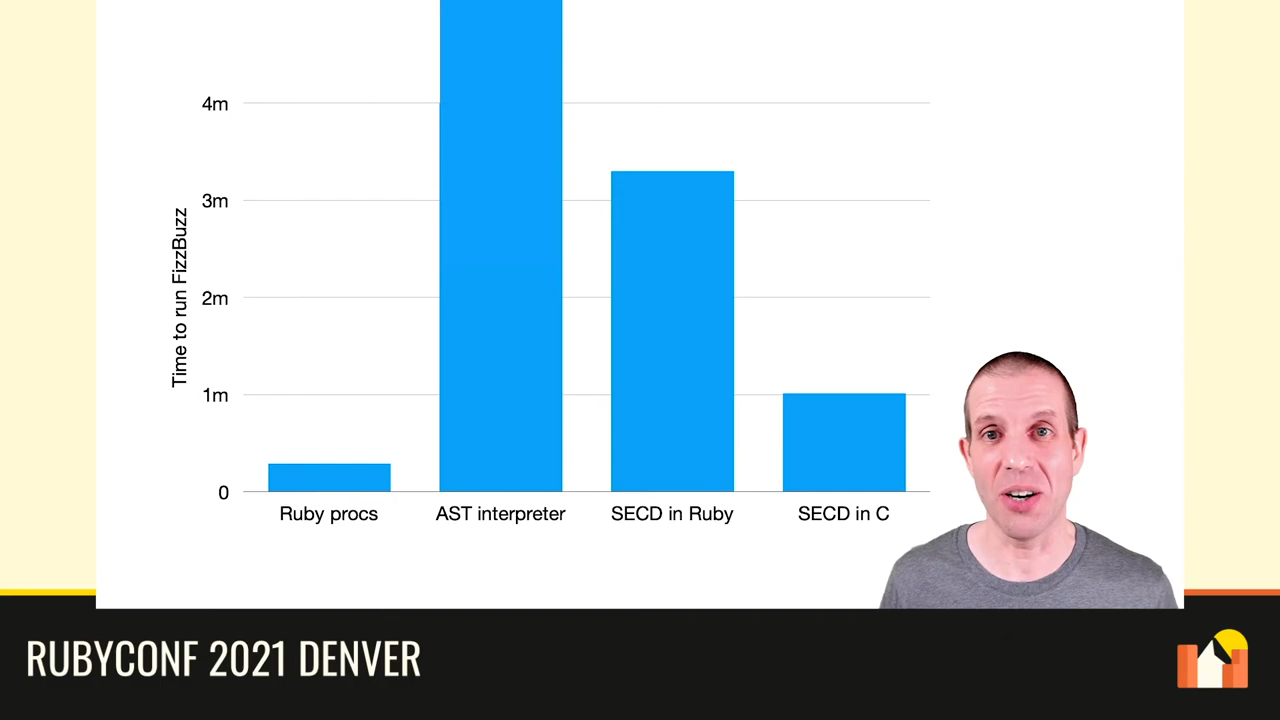 4m
3m
2m
1m
0
Time to run FizzBuzz
Ruby procs
AST interpreter
SECD in Ruby
SECD in C
RUBYCONF 2021 DENVER